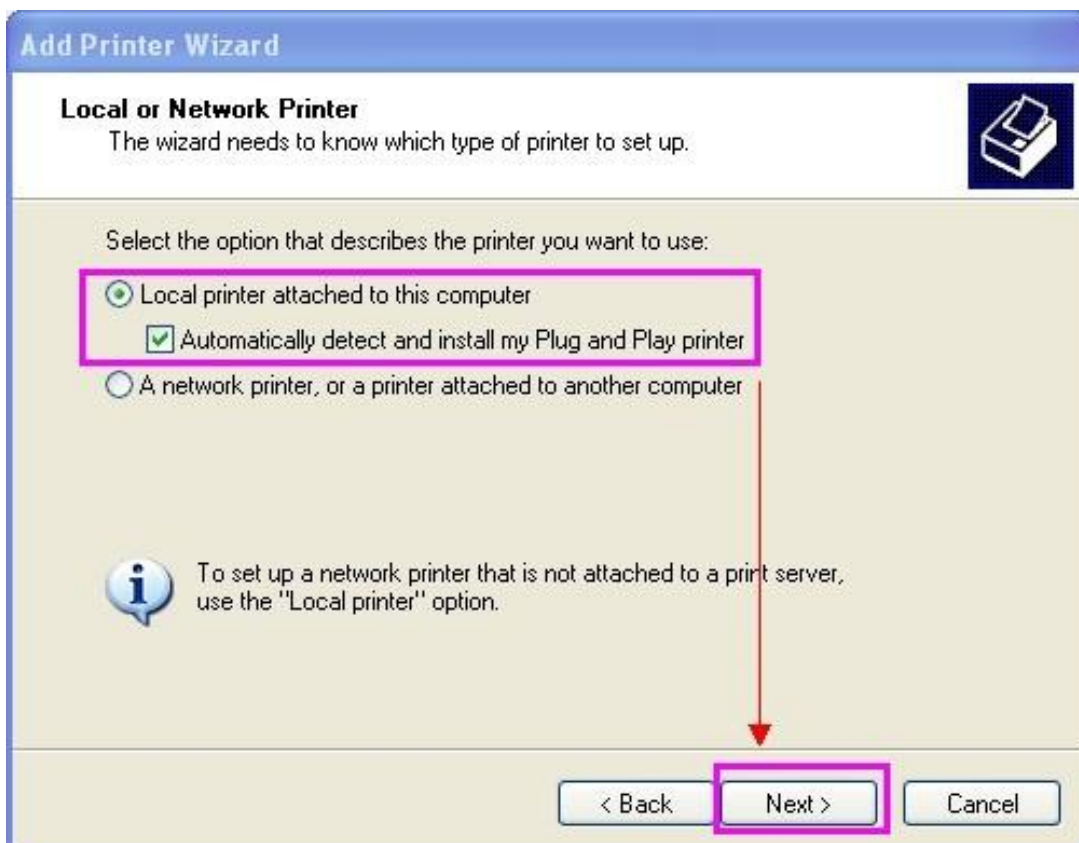 Add Printer Wizard
Local or Network Printer
The wizard needs to know which type of printer to set up.
Select the option that describes the printer you want to use:
Local printer attached to this computer
Automatically detect and install my Plug and Play printer
A network printer, or a printer attached to another computer
To set up a network printer that is not attached to a print server,
use the "Local printer" option.
< Back Next > Cancel